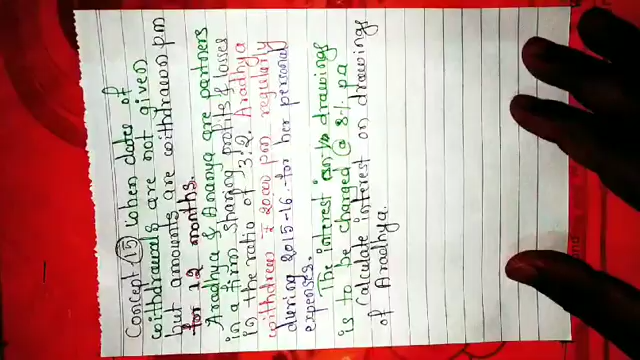 Concept (15) when dates of
withdrawals are not given
but amounts are withdrawn pm
for 12 months.
Aradhya & Ananya are partners
in a firm sharing profits & losses
in the ratio of 3:2. Aradhya
withdrew ₹ 20000 pm regularly
during 2015-16 for her personal
expenses.
The interest on drawings
is to be charged @ 8% pa
Calculate interest on drawings
of Aradhya.